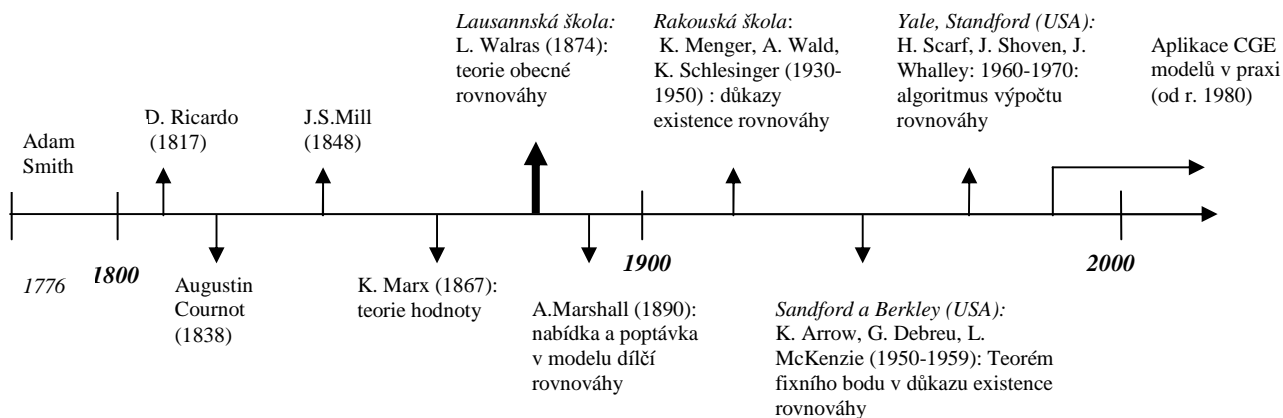 Lausannská škola:
L. Walras (1874):
teorie obecné
rovnováhy
Rakouská škola:
K. Menger, A. Wald,
K. Schlesinger (1930-
1950) : důkazy
existence rovnováhy
Yale, Standford (USA):
H. Scarf, J. Shoven, J.
Whalley: 1960-1970:
algoritmus výpočtu
rovnováhy
Aplikace CGE
modelů v praxi
(od r. 1980)
Adam
Smith
D. Ricardo
(1817)
J.S.Mill
(1848)
1776
1800
1900
2000
Augustin
Cournot
(1838)
K. Marx (1867):
teorie hodnoty
A.Marshall (1890):
nabídka a poptávka
v modelu dílčí
rovnováhy
Sandford a Berkley (USA):
K. Arrow, G. Debreu, L.
McKenzie (1950-1959): Teorém
fixního bodu v důkazu existence
rovnováhy